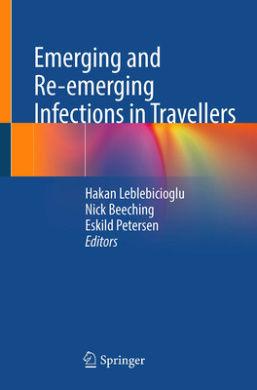 Emerging and
Re-emerging
Infections in Travellers
Hakan Leblebicioglu
Nick Beeching
Eskild Petersen
Editors
Springer